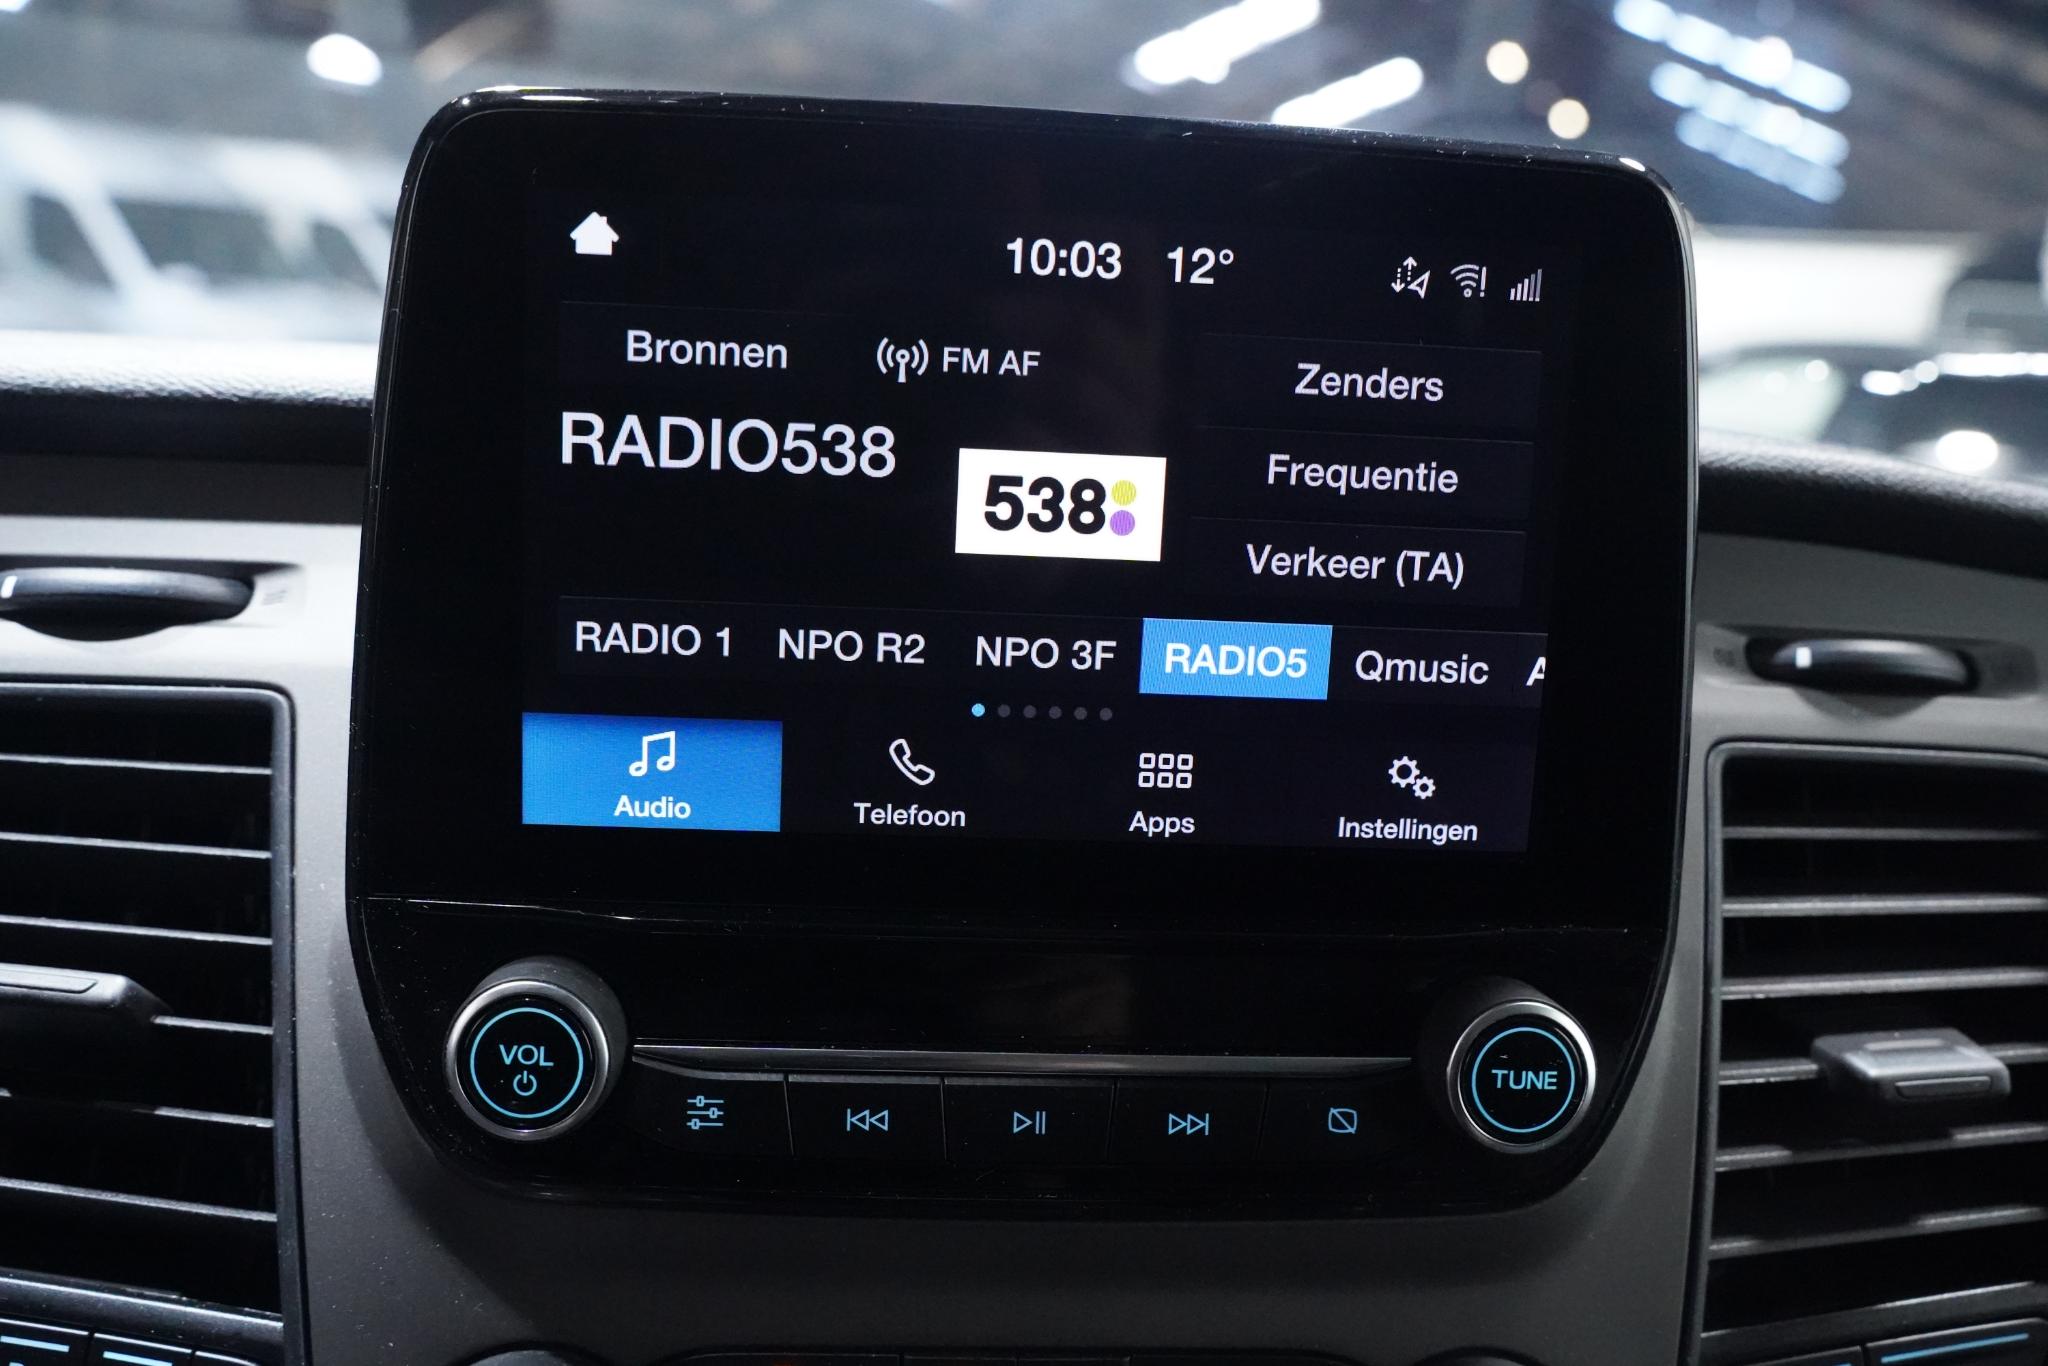 10:03 12°
Bronnen FM AF
Zenders
RADIO538
538
Frequentie
Verkeer (TA)
RADIO 1 NPO R2 NPO 3F RADIO5 Qmusic A
Audio Telefoon Apps Instellingen
VOL
TUNE